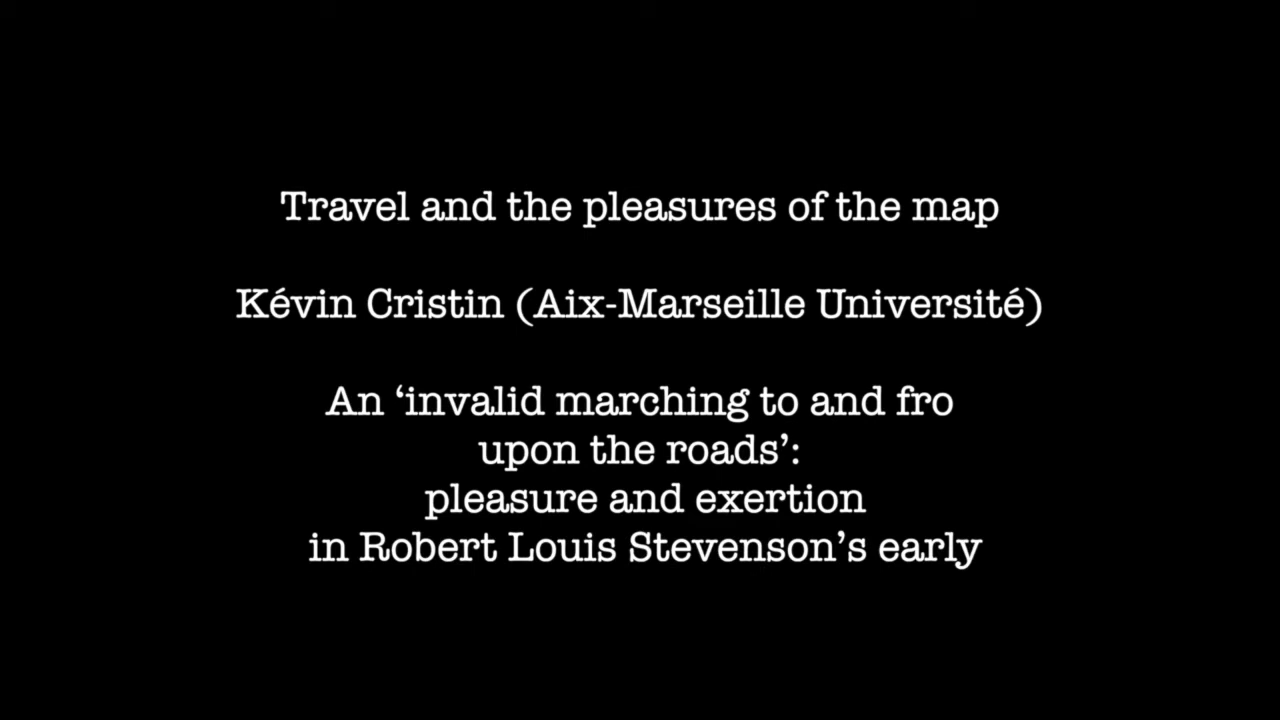 Travel and the pleasures of the map
Kévin Cristin (Aix-Marseille Université)
An ‘invalid marching to and fro
upon the roads’:
pleasure and exertion
in Robert Louis Stevenson’s early